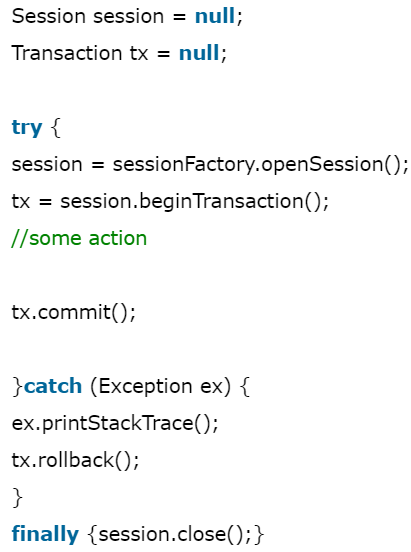 Session session = null;
Transaction tx = null;
try {
session = sessionFactory.openSession();
tx = session.beginTransaction();
//some action
tx.commit();
}catch (Exception ex) {
ex.printStackTrace();
tx.rollback();
}
finally {session.close();}